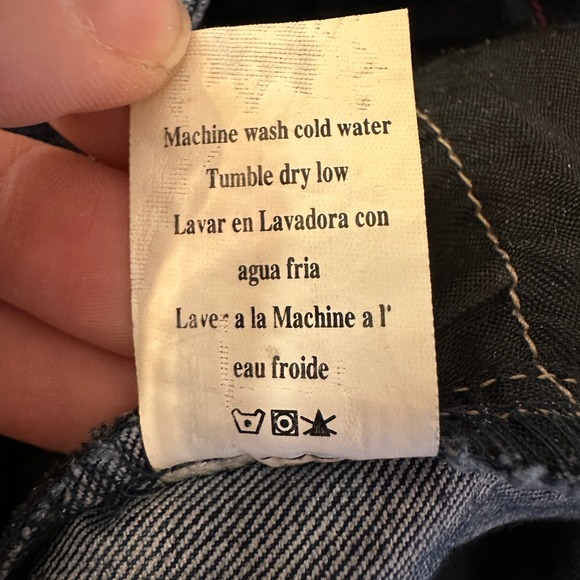 Machine wash cold water
Tumble dry low
Lavar en Lavadora con
agua fria
Laver a la Machine a l'
eau froide